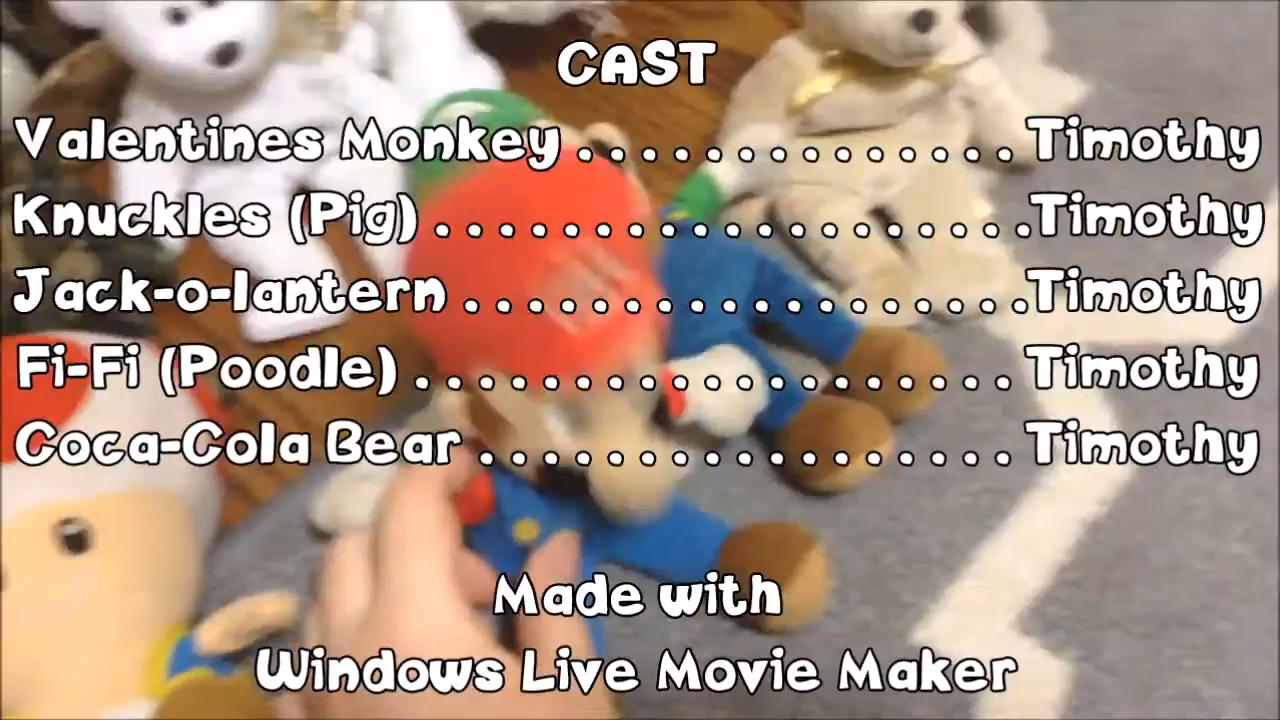 CAST
Valentines Monkey . . . . . . . . . . . . . . Timothy
Knuckles (Pig) . . . . . . . . . . . . . . . . . . .Timothy
Jack-o-lantern . . . . . . . . . . . . . . . . . .Timothy
Fi-Fi (Poodle) . . . . . . . . . . . . . . . . . . . Timothy
Coca-Cola Bear . . . . . . . . . . . . . . . . . Timothy
Made with
Windows Live Movie Maker